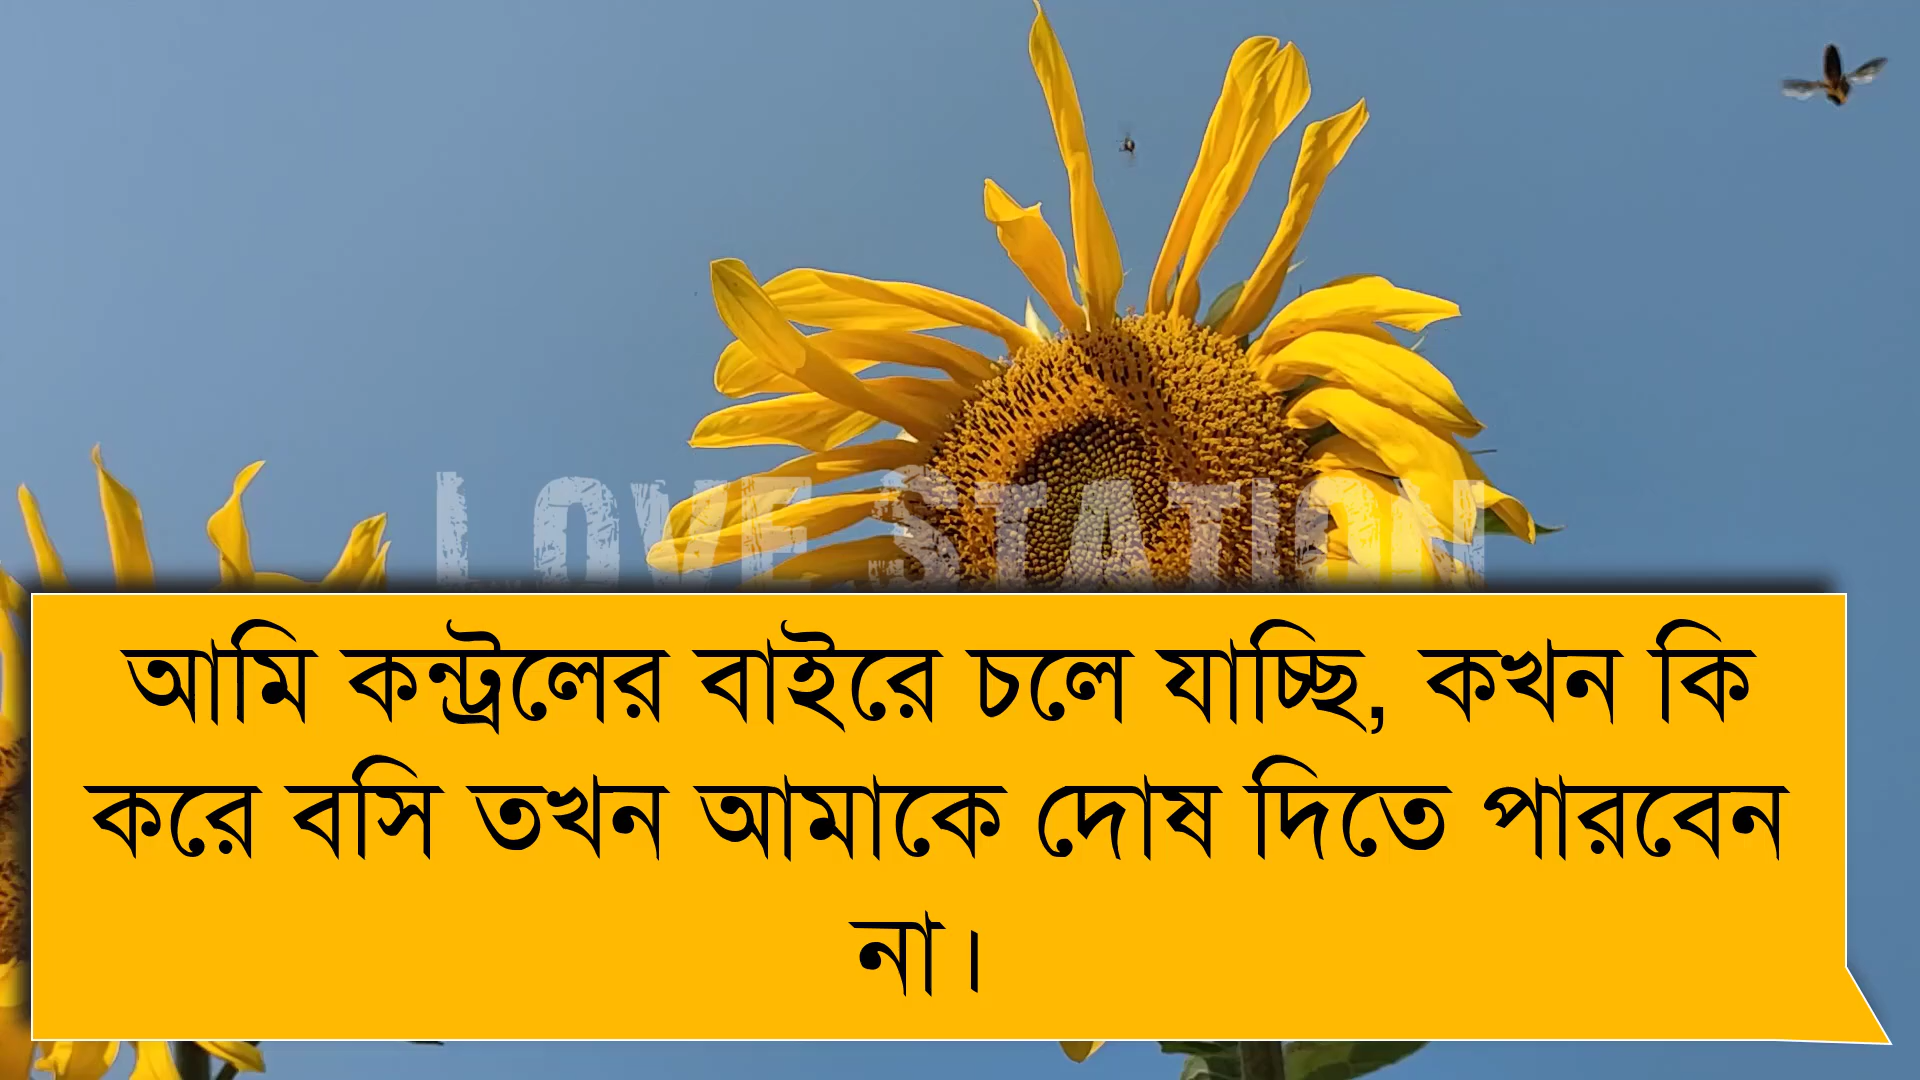 LOVE STATION
আমি কন্ট্রলের বাইরে চলে যাচ্ছি, কখন কি
করে বসি তখন আমাকে দোষ দিতে পারবেন
না।